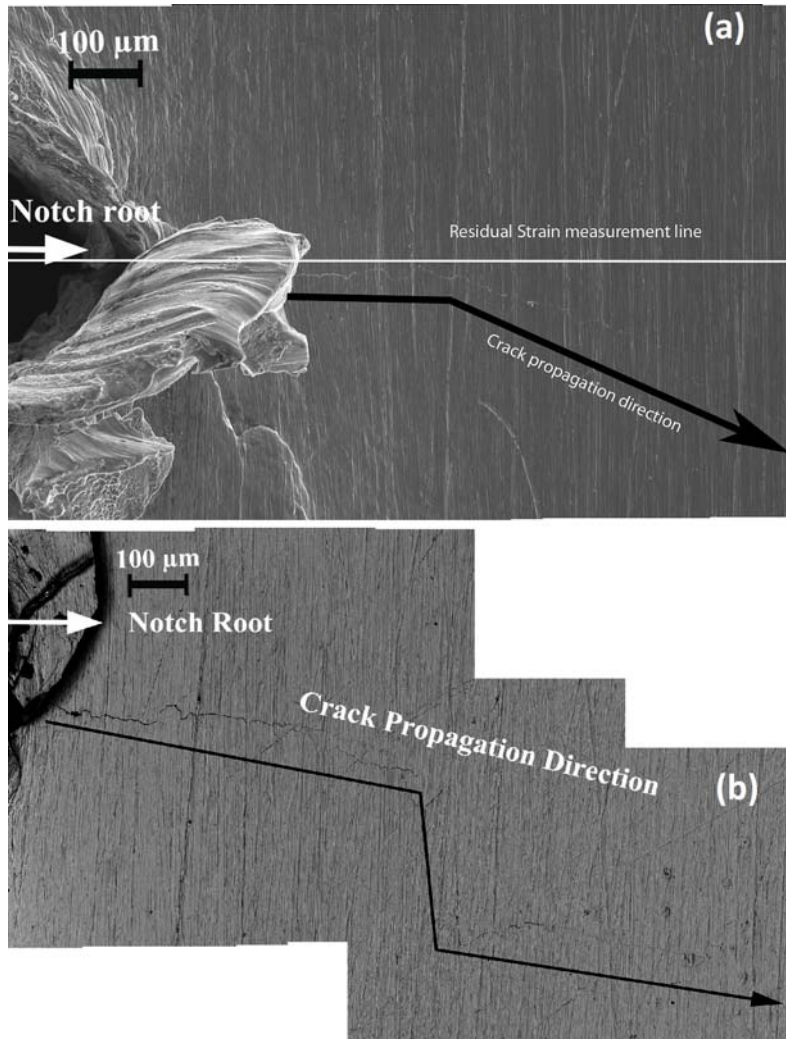 (a)
100 µm
Notch root
Residual Strain measurement line
Crack propagation direction
100 µm
Notch Root
Crack Propagation Direction
(b)